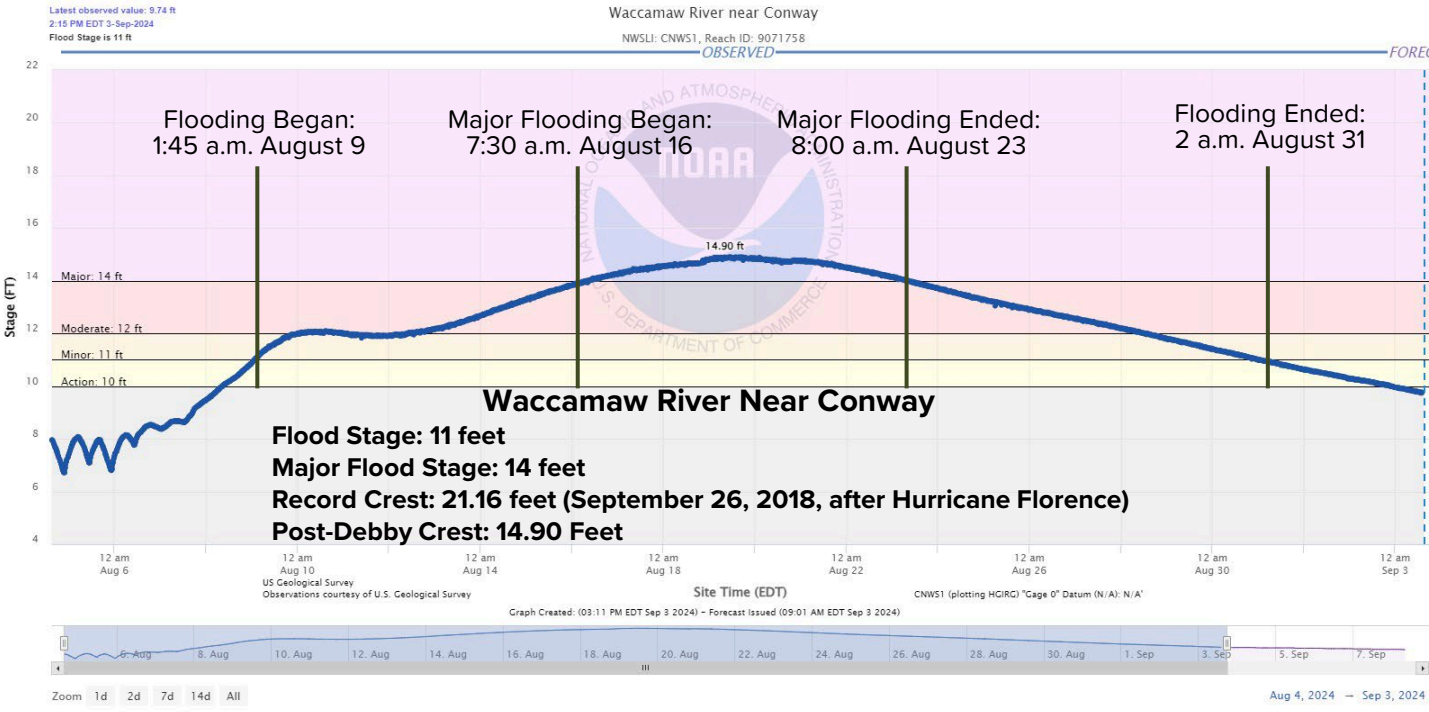 Latest observed value: 9.74 ft
2:15 PM EDT 3-Sep-2024
Flood Stage is 11 ft
Waccamaw River near Conway
NWSLI: CNWS1, Reach ID: 9071758
OBSERVED
FOREC
22
20
18
16
14
12
10
8
6
4
Stage (FT)
Flooding Began:
1:45 a.m. August 9
Major Flooding Began:
7:30 a.m. August 16
Major Flooding Ended:
8:00 a.m. August 23
Flooding Ended:
2 a.m. August 31
NATIONAL OCEANIC AND ATMOSPHERIC ADMINISTRATION
NOAA
U.S. DEPARTMENT OF COMMERCE
14.90 ft
Major: 14 ft
Moderate: 12 ft
Minor: 11 ft
Action: 10 ft
Waccamaw River Near Conway
Flood Stage: 11 feet
Major Flood Stage: 14 feet
Record Crest: 21.16 feet (September 26, 2018, after Hurricane Florence)
Post-Debby Crest: 14.90 Feet
12 am
Aug 6
12 am
Aug 10
12 am
Aug 14
12 am
Aug 18
12 am
Aug 22
12 am
Aug 26
12 am
Aug 30
12 am
Sep 3
US Geological Survey
Observations courtesy of U.S. Geological Survey
Site Time (EDT)
CNWS1 (plotting HGIRG) "Gage 0" Datum (N/A): N/A'
Graph Created: (03:11 PM EDT Sep 3 2024) - Forecast Issued (09:01 AM EDT Sep 3 2024)
6. Aug
8. Aug
10. Aug
12. Aug
14. Aug
16. Aug
18. Aug
20. Aug
22. Aug
24. Aug
26. Aug
28. Aug
30. Aug
1. Sep
3. Sep
5. Sep
7. Sep
Zoom 1d 2d 7d 14d All
Aug 4, 2024 → Sep 3, 2024